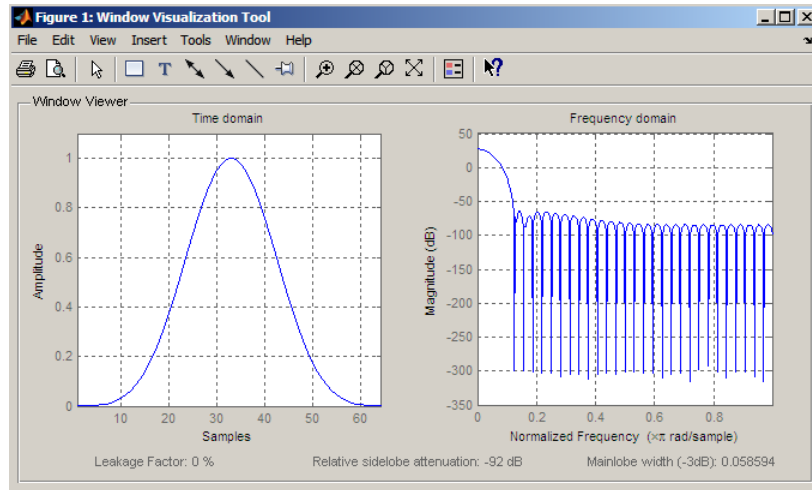 Figure 1: Window Visualization Tool
File Edit View Insert Tools Window Help
T
Window Viewer
Time domain
1
0.8
0.6
0.4
0.2
0
Amplitude
10 20 30 40 50 60
Samples
Frequency domain
50
0
-50
-100
-150
-200
-250
-300
-350
Magnitude (dB)
0 0.2 0.4 0.6 0.8
Normalized Frequency (×π rad/sample)
Leakage Factor: 0 %
Relative sidelobe attenuation: -92 dB
Mainlobe width (-3dB): 0.058594